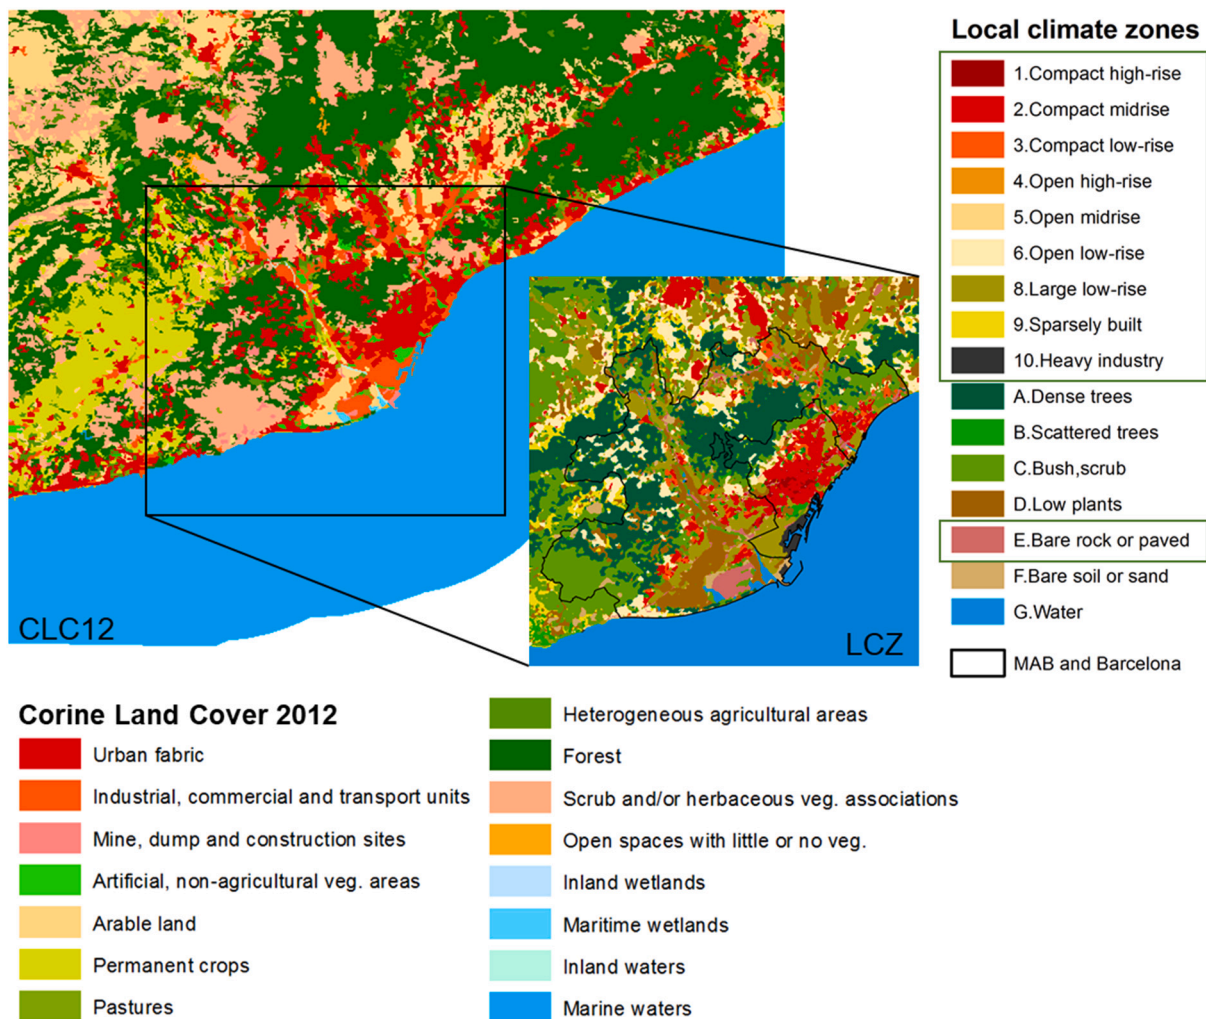 Local climate zones
1.Compact high-rise
2.Compact midrise
3.Compact low-rise
4.Open high-rise
5.Open midrise
6.Open low-rise
8.Large low-rise
9.Sparsely built
10.Heavy industry
A.Dense trees
B.Scattered trees
C.Bush,scrub
D.Low plants
E.Bare rock or paved
F.Bare soil or sand
G.Water
MAB and Barcelona
CLC12
LCZ
Corine Land Cover 2012
Urban fabric
Industrial, commercial and transport units
Mine, dump and construction sites
Artificial, non-agricultural veg. areas
Arable land
Permanent crops
Pastures
Heterogeneous agricultural areas
Forest
Scrub and/or herbaceous veg. associations
Open spaces with little or no veg.
Inland wetlands
Maritime wetlands
Inland waters
Marine waters